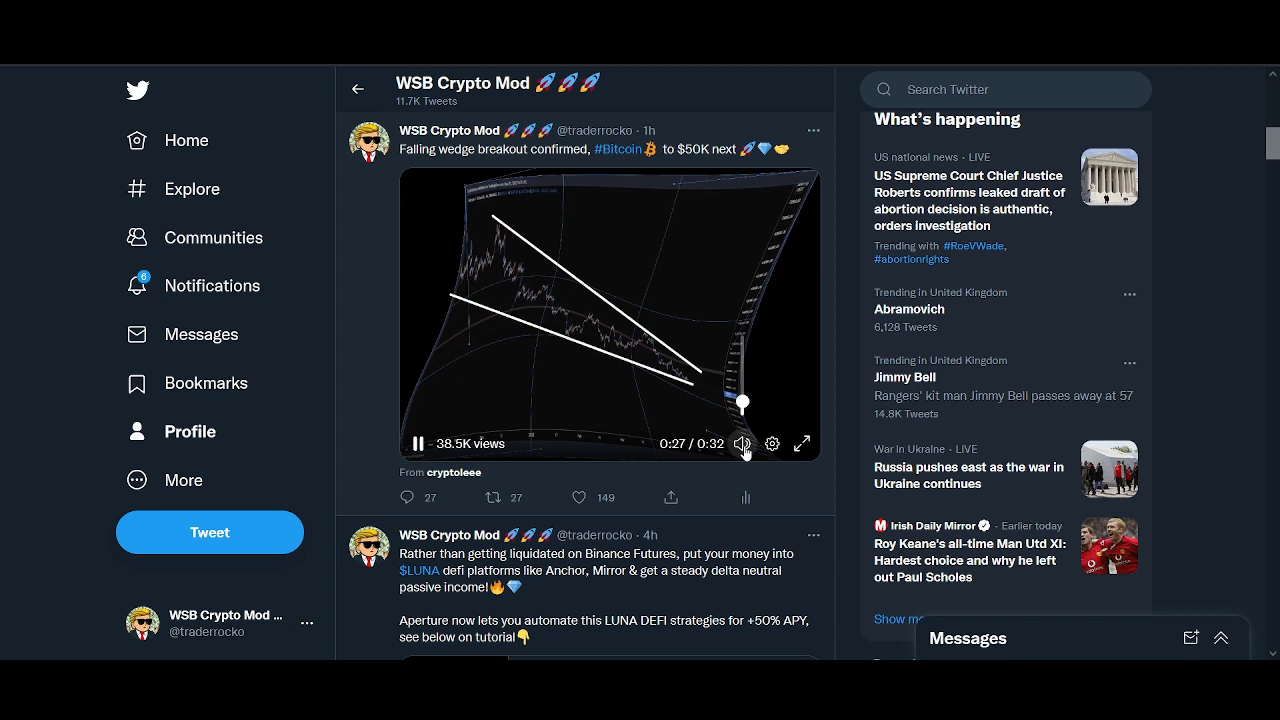 Home
Explore
Communities
6
Notifications
Messages
Bookmarks
Profile
More
Tweet
WSB Crypto Mod ...
@traderrocko
WSB Crypto Mod 🚀🚀🚀
11.7K Tweets
WSB Crypto Mod 🚀🚀🚀 @traderrocko · 1h
Falling wedge breakout confirmed, #Bitcoin to $50K next 🚀💎🤝
38.5K views
0:27 / 0:32
From cryptoleee
27 27 149
WSB Crypto Mod 🚀🚀🚀 @traderrocko · 4h
Rather than getting liquidated on Binance Futures, put your money into
$LUNA defi platforms like Anchor, Mirror & get a steady delta neutral
passive income!🔥💎
Aperture now lets you automate this LUNA DEFI strategies for +50% APY,
see below on tutorial👇
Search Twitter
What's happening
US national news · LIVE
US Supreme Court Chief Justice
Roberts confirms leaked draft of
abortion decision is authentic,
orders investigation
Trending with #RoeVWade,
#abortionrights
Trending in United Kingdom
Abramovich
6,128 Tweets
Trending in United Kingdom
Jimmy Bell
Rangers' kit man Jimmy Bell passes away at 57
14.8K Tweets
War in Ukraine · LIVE
Russia pushes east as the war in
Ukraine continues
M Irish Daily Mirror · Earlier today
Roy Keane's all-time Man Utd XI:
Hardest choice and why he left
out Paul Scholes
Show
Messages